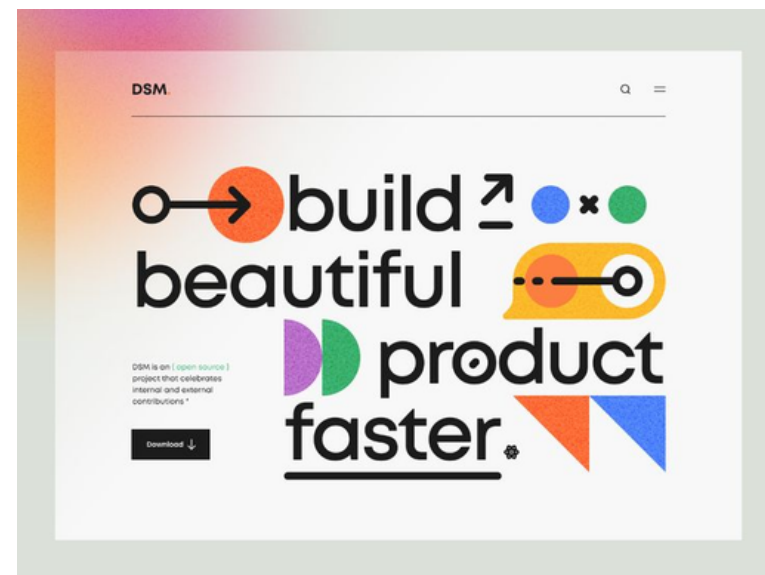 DSM.
build
beautiful
product
faster.
DSM is an { open source }
project that celebrates
internal and external
contributions *
Download